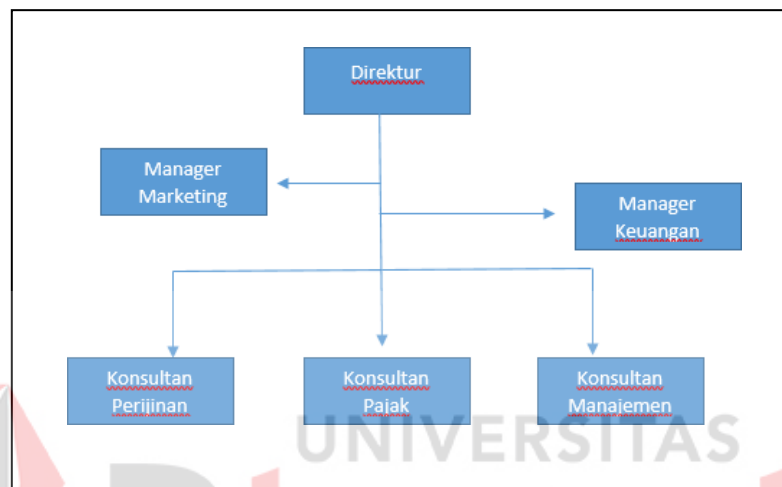 Direktur
Manager
Marketing
Manager
Keuangan
Konsultan
Perijinan
Konsultan
Pajak
Konsultan
Manajemen
UNIVERSITAS